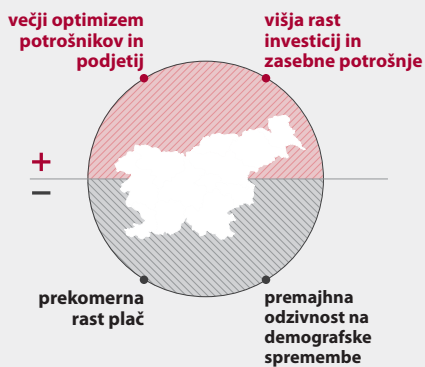 večji optimizem
potrošnikov in
podjetij
višja rast
investicij in
zasebne potrošnje
+
−
prekomerna
rast plač
premajhna
odzivnost na
demografske
spremembe